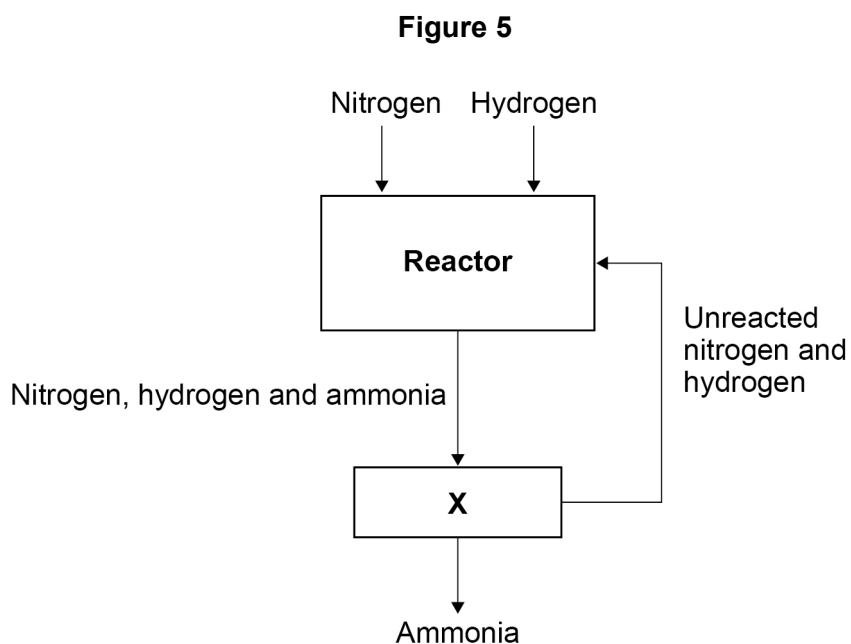 Figure 5
Nitrogen
Hydrogen
Reactor
Unreacted
nitrogen and
hydrogen
Nitrogen, hydrogen and ammonia
X
Ammonia